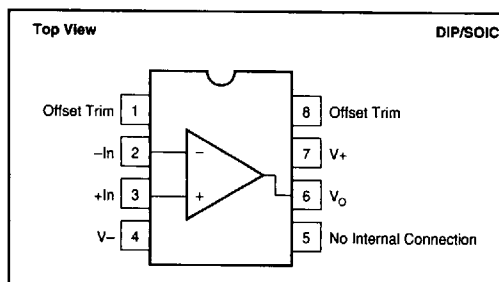 Top View DIP/SOIC
Offset Trim 1 8 Offset Trim
–In 2 – 7 V+
+In 3 + 6 V_O
V– 4 5 No Internal Connection